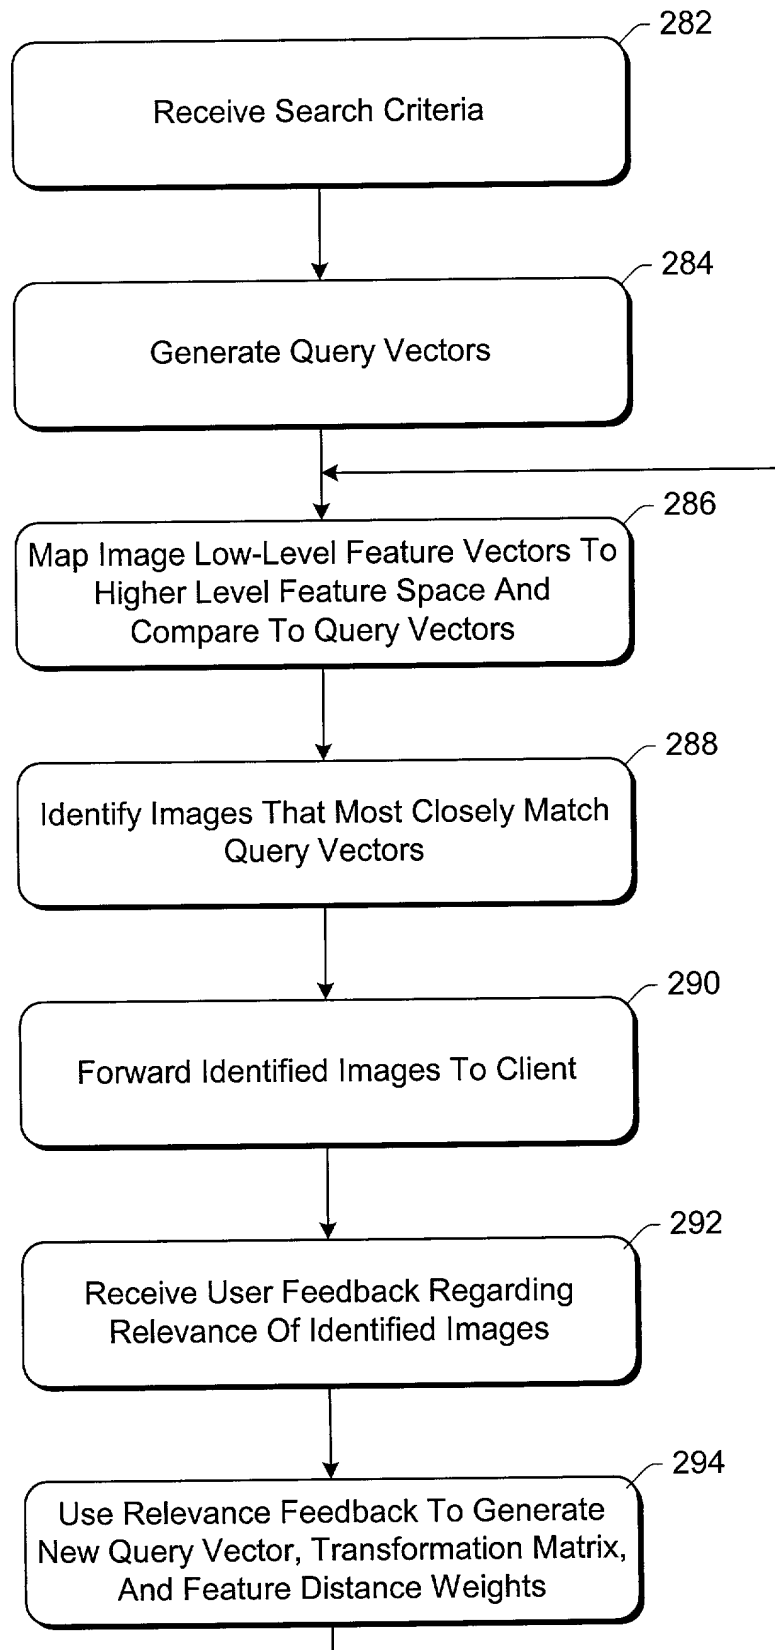 282
Receive Search Criteria
284
Generate Query Vectors
286
Map Image Low-Level Feature Vectors To
Higher Level Feature Space And
Compare To Query Vectors
288
Identify Images That Most Closely Match
Query Vectors
290
Forward Identified Images To Client
292
Receive User Feedback Regarding
Relevance Of Identified Images
294
Use Relevance Feedback To Generate
New Query Vector, Transformation Matrix,
And Feature Distance Weights